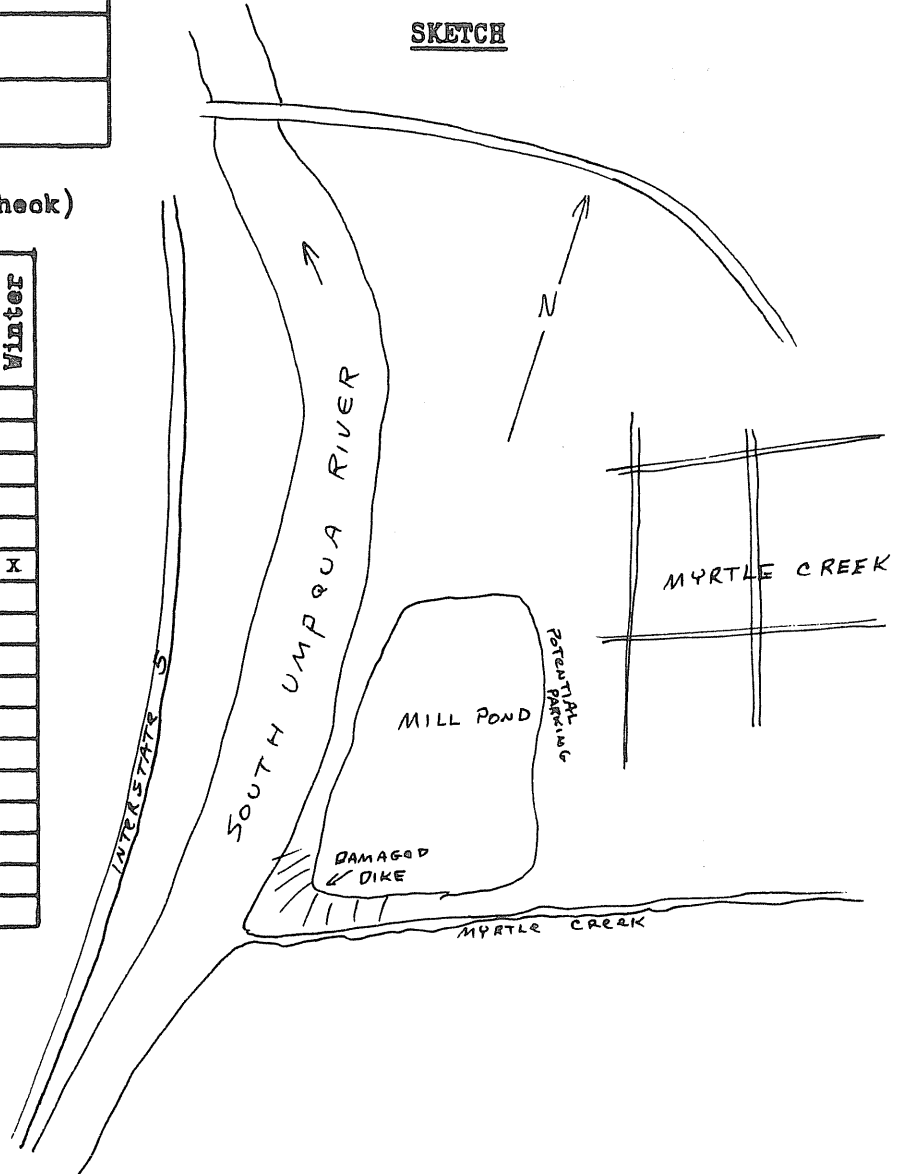 SKETCH
heck)
Winter
X
N
SOUTH UMPQUA RIVER
INTERSTATE 5
MYRTLE CREEK
POTENTIAL
PARKING
MILL POND
DAMAGED
DIKE
MYRTLE CREEK